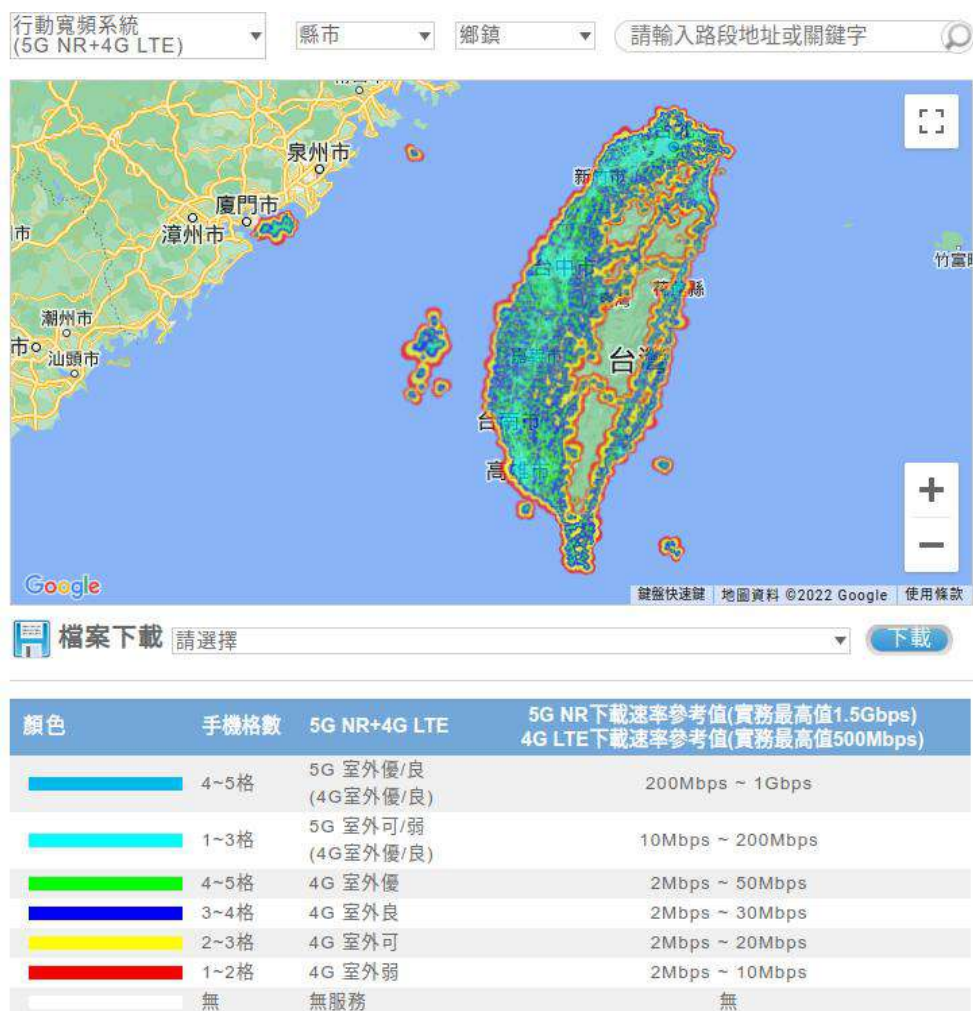 行動寬頻系統
(5G NR+4G LTE)
縣市
鄉鎮
請輸入路段地址或關鍵字
泉州市
新竹市
廈門市
漳州市
市
台中市
花蓮縣
竹富町
潮州市
市
汕頭市
台灣
台南市
高雄市
Google
鍵盤快速鍵 地圖資料 ©2022 Google 使用條款
檔案下載 請選擇 下載
顏色 手機格數 5G NR+4G LTE 5G NR下載速率參考值(實務最高值1.5Gbps)
4G LTE下載速率參考值(實務最高值500Mbps)
4~5格 5G 室外優/良 200Mbps ~ 1Gbps
(4G室外優/良)
1~3格 5G 室外可/弱 10Mbps ~ 200Mbps
(4G室外優/良)
4~5格 4G 室外優 2Mbps ~ 50Mbps
3~4格 4G 室外良 2Mbps ~ 30Mbps
2~3格 4G 室外可 2Mbps ~ 20Mbps
1~2格 4G 室外弱 2Mbps ~ 10Mbps
無 無服務 無